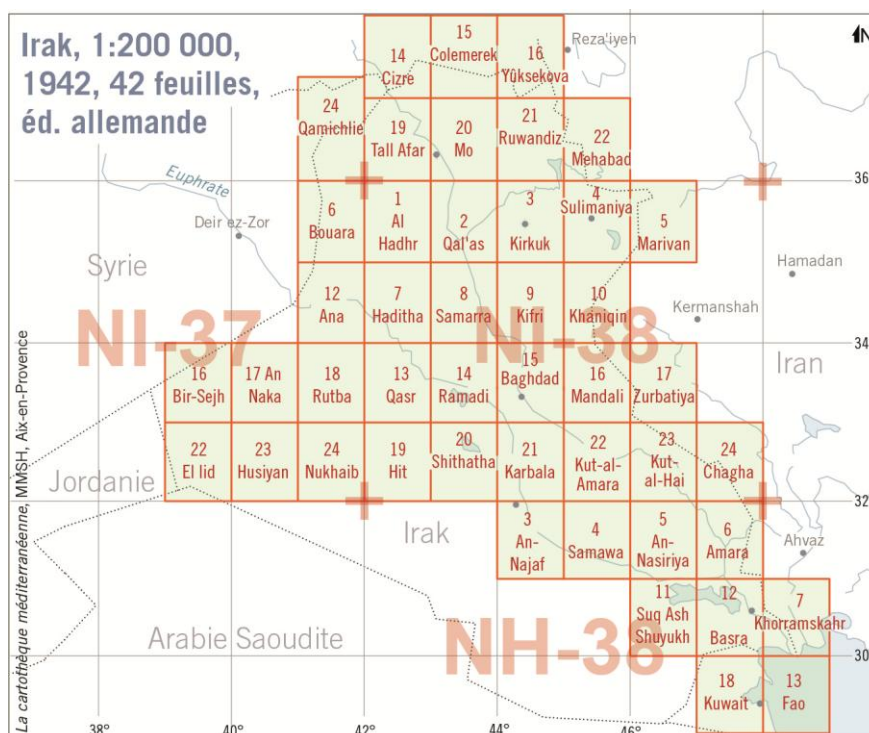 Irak, 1:200 000,
1942, 42 feuilles,
éd. allemande
N
15
Colemerek
14
Cizre
16
Yüksekova
Reza'iyeh
24
Qamichlie
19
Tall Afar
20
Mo
21
Ruwandiz
22
Mehabad
36
Euphrate
Deir ez-Zor
6
Bouara
1
Al
Hadhr
2
Qal'as
3
Kirkuk
4
Sulimaniya
5
Marivan
Hamadan
Syrie
12
Ana
7
Haditha
8
Samarra
9
Kifri
10
Khaniqin
Kermanshah
NI-37
NI-38
34
Iran
16
Bir-Sejh
17 An
Naka
18
Rutba
13
Qasr
14
Ramadi
15
Baghdad
16
Mandali
17
Zurbatiya
22
El lid
23
Husiyan
24
Nukhaib
19
Hit
20
Shithatha
21
Karbala
22
Kut-al-
Amara
23
Kut-
al-Hai
24
Chagha
Jordanie
32
Irak
3
An-
Najaf
4
Samawa
5
An-
Nasiriya
6
Amara
Ahvaz
11
Suq Ash
Shuyukh
12
Basra
7
Khorramskahr
Arabie Saoudite
NH-38
30
18
Kuwait
13
Fao
38°
40°
42°
44°
46°
La cartothèque méditerranéenne, MMSH, Aix-en-Provence